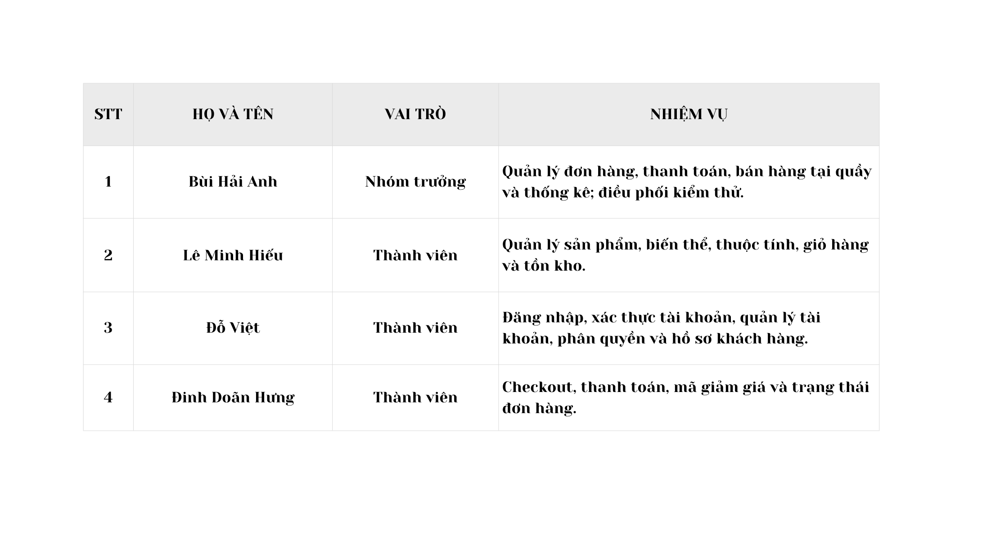 STT HỌ VÀ TÊN VAI TRÒ NHIỆM VỤ
1 Bùi Hải Anh Nhóm trưởng Quản lý đơn hàng, thanh toán, bán hàng tại quầy
và thống kê; điều phối kiểm thử.
2 Lê Minh Hiếu Thành viên Quản lý sản phẩm, biến thể, thuộc tính, giỏ hàng
và tồn kho.
3 Đỗ Việt Thành viên Đăng nhập, xác thực tài khoản, quản lý tài
khoản, phân quyền và hồ sơ khách hàng.
4 Đinh Doãn Hưng Thành viên Checkout, thanh toán, mã giảm giá và trạng thái
đơn hàng.